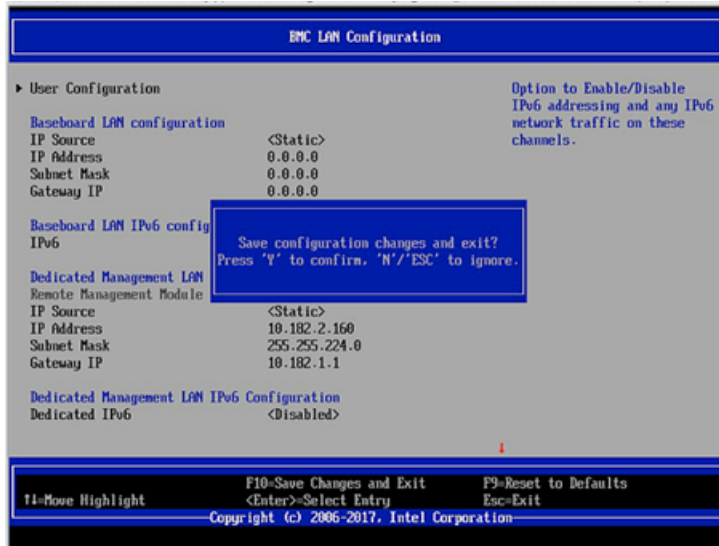 BMC LAN Configuration
▶ User Configuration
Option to Enable/Disable
IPv6 addressing and any IPv6
network traffic on these
channels.
Baseboard LAN configuration
IP Source <Static>
IP Address 0.0.0.0
Subnet Mask 0.0.0.0
Gateway IP 0.0.0.0
Baseboard LAN IPv6 config
IPv6
Save configuration changes and exit?
Press 'Y' to confirm, 'N'/'ESC' to ignore.
Dedicated Management LAN
Remote Management Module
IP Source <Static>
IP Address 10.182.2.160
Subnet Mask 255.255.224.0
Gateway IP 10.182.1.1
Dedicated Management LAN IPv6 Configuration
Dedicated IPv6 <Disabled>
↓
F10=Save Changes and Exit F9=Reset to Defaults
↑↓=Move Highlight <Enter>=Select Entry Esc=Exit
Copyright (c) 2006-2017, Intel Corporation